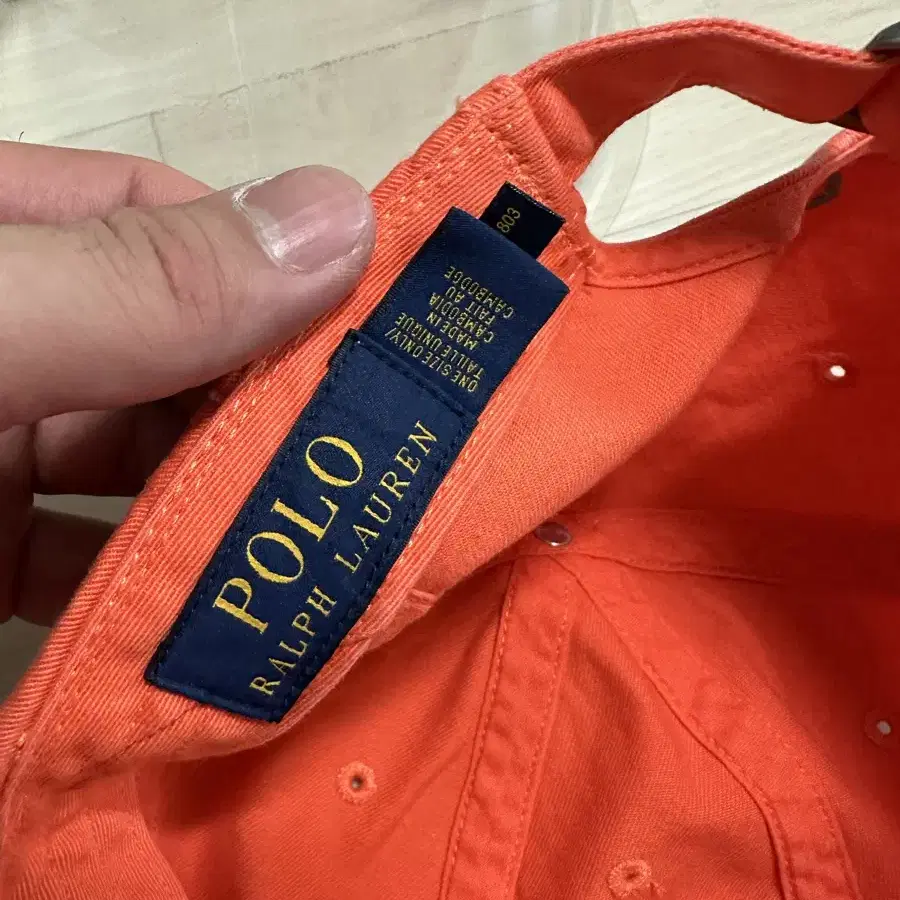 POLO
RALPH LAUREN
ONE SIZE ONLY/
TAILLE UNIQUE
MADE IN
CAMBODIA
FAIT AU
CAMBODGE
803